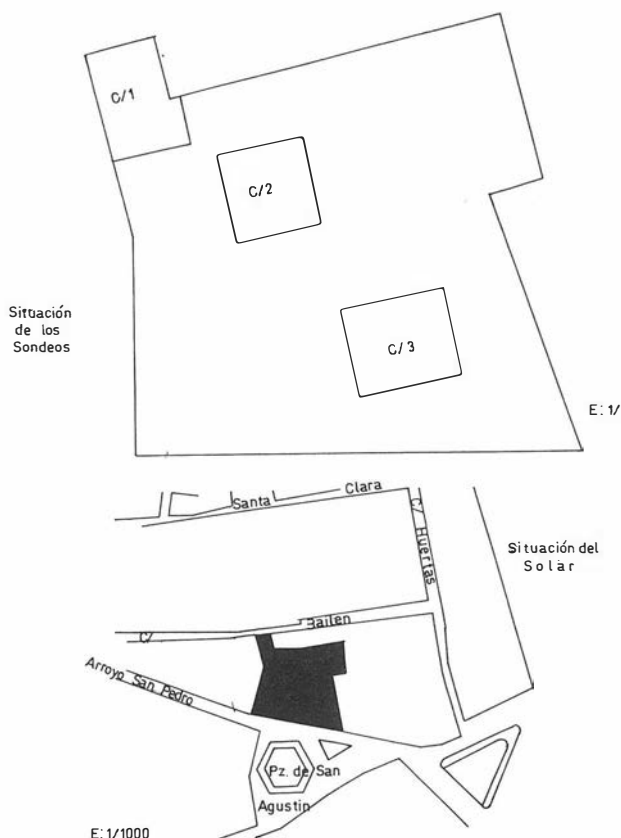 C/1
C/2
Situación
de los
Sondeos
C/3
E: 1/
Santa Clara
C/ Huertas
Situación del
Solar
C/ Bailen
Arroyo San Pedro
Pz. de San
Agustin
E: 1/1000